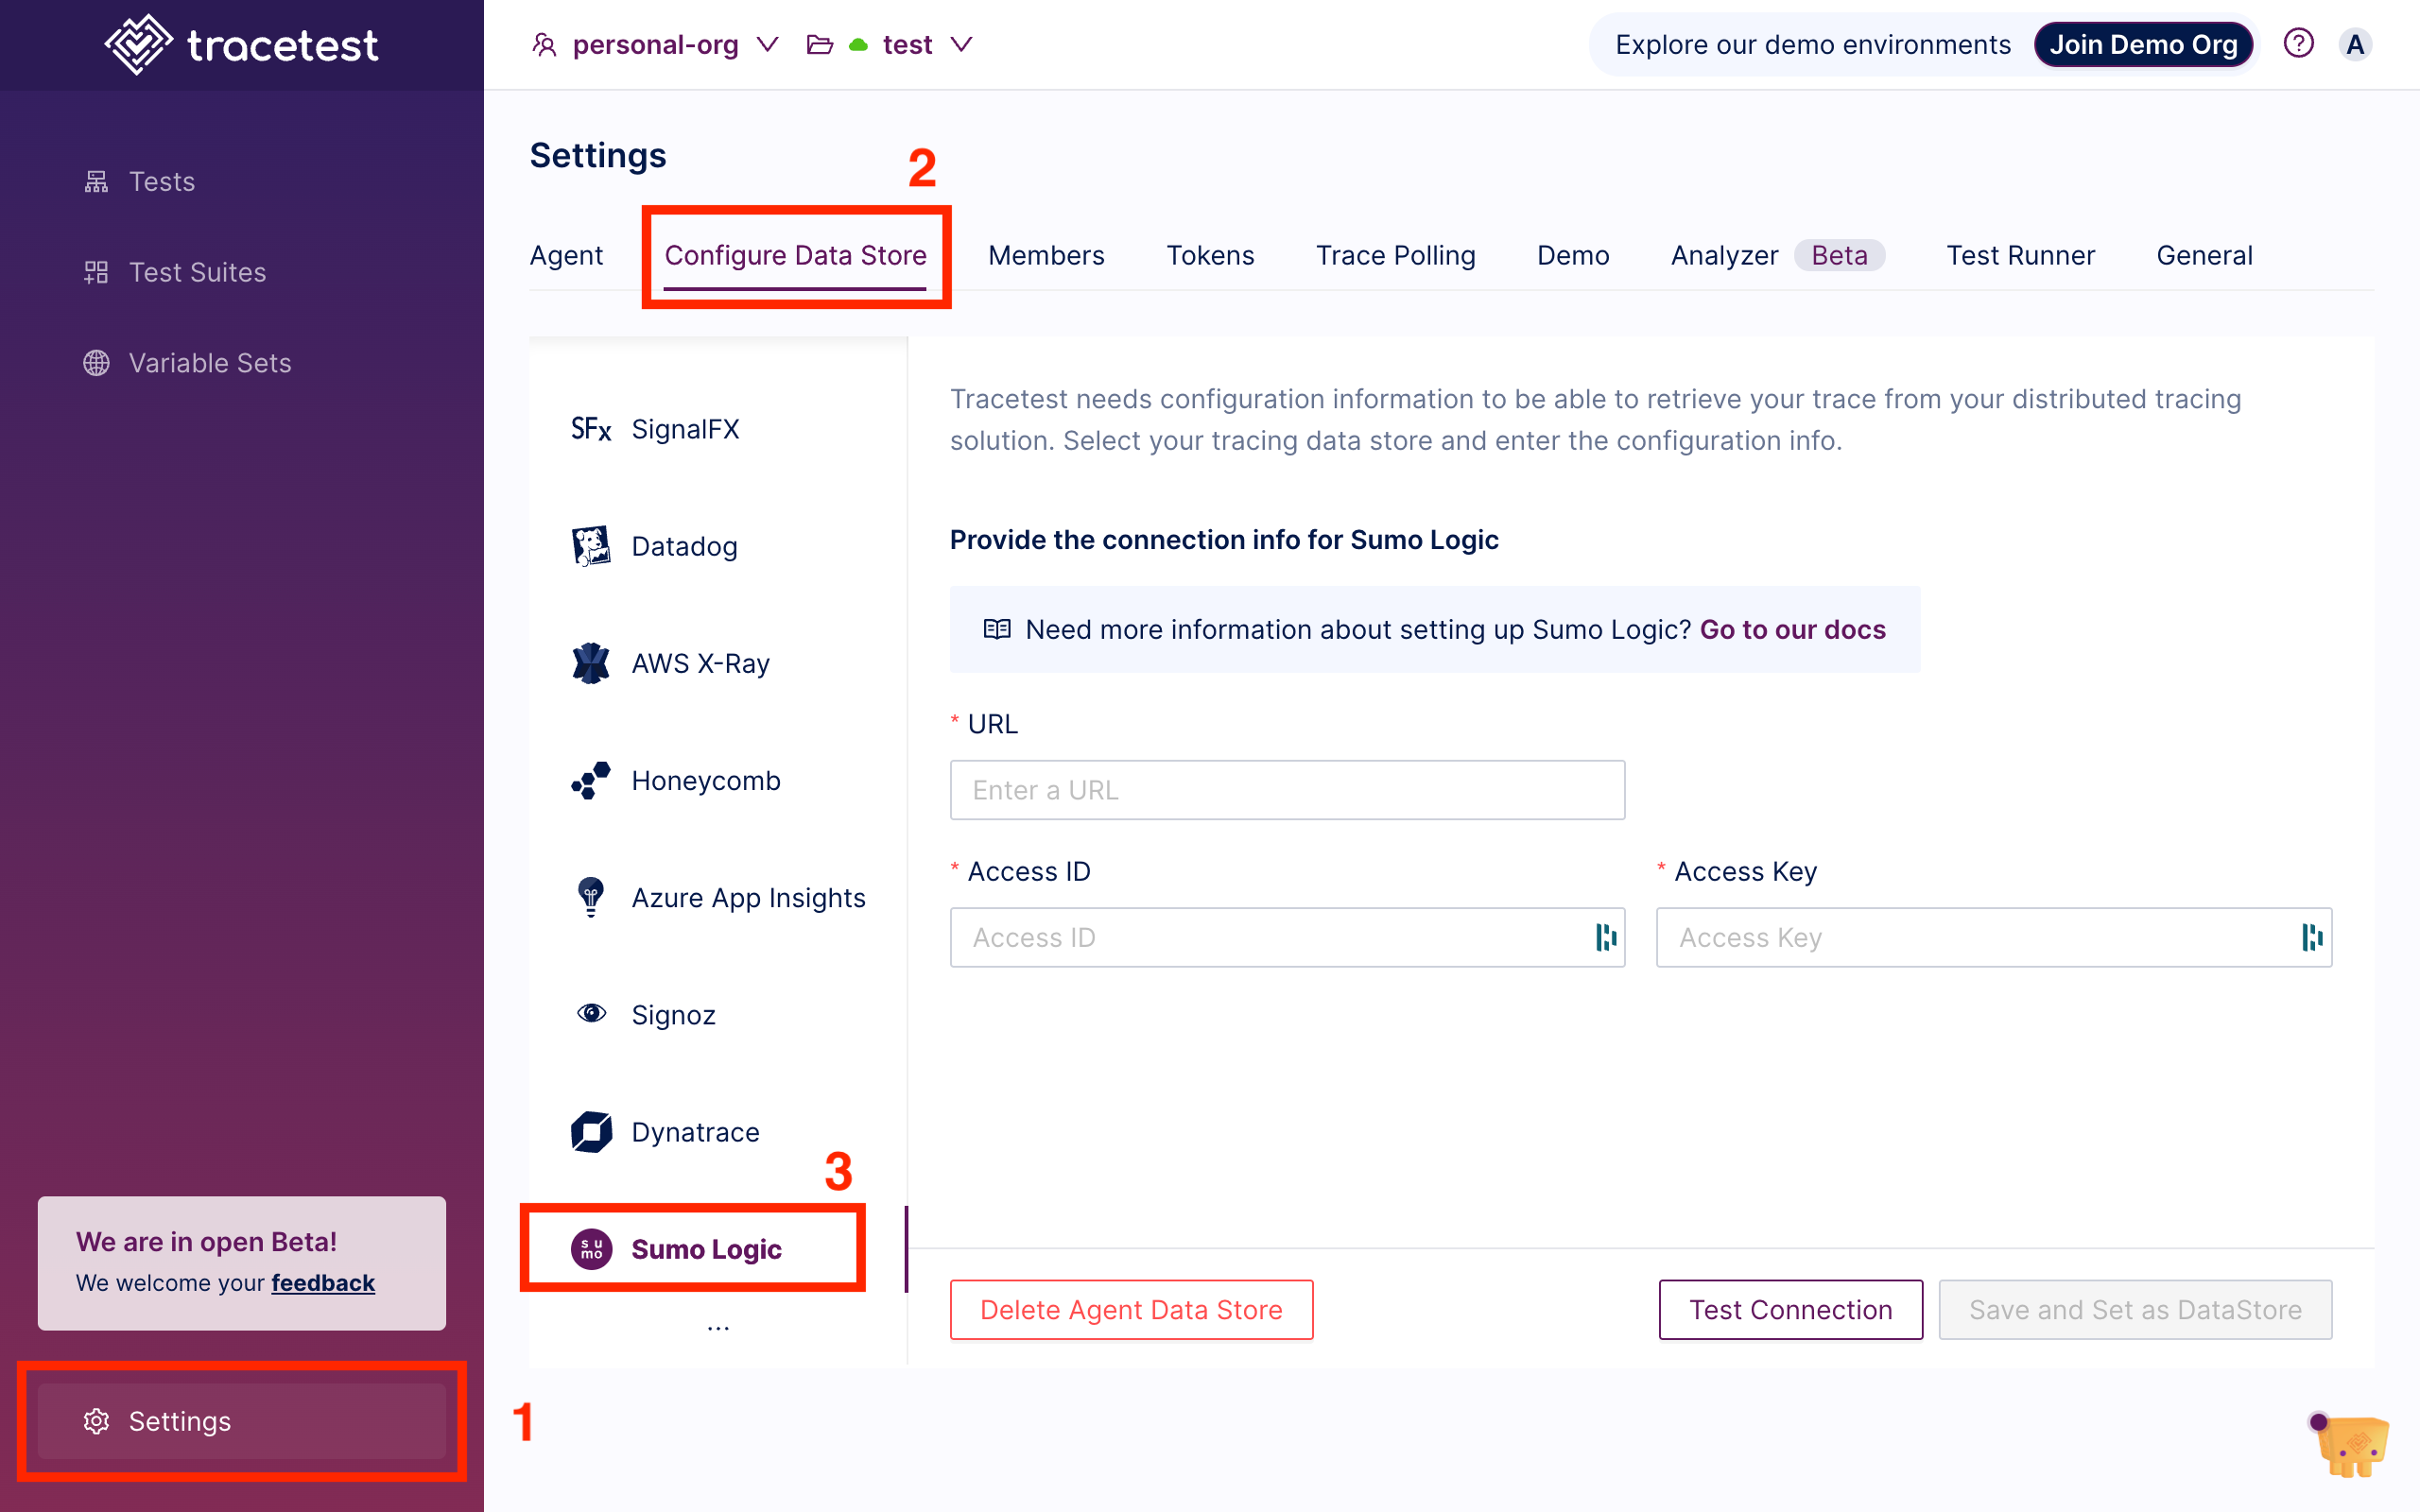 tracetest
personal-org
test
Explore our demo environments
Join Demo Org
A
Tests
Test Suites
Variable Sets
We are in open Beta!
We welcome your feedback
Settings
1
Settings
2
Agent
Configure Data Store
Members
Tokens
Trace Polling
Demo
Analyzer Beta
Test Runner
General
SFx SignalFX
Datadog
AWS X-Ray
Honeycomb
Azure App Insights
Signoz
Dynatrace
3
su
mo
Sumo Logic
...
Tracetest needs configuration information to be able to retrieve your trace from your distributed tracing
solution. Select your tracing data store and enter the configuration info.
Provide the connection info for Sumo Logic
Need more information about setting up Sumo Logic? Go to our docs
* URL
Enter a URL
* Access ID
Access ID
* Access Key
Access Key
Delete Agent Data Store
Test Connection
Save and Set as DataStore